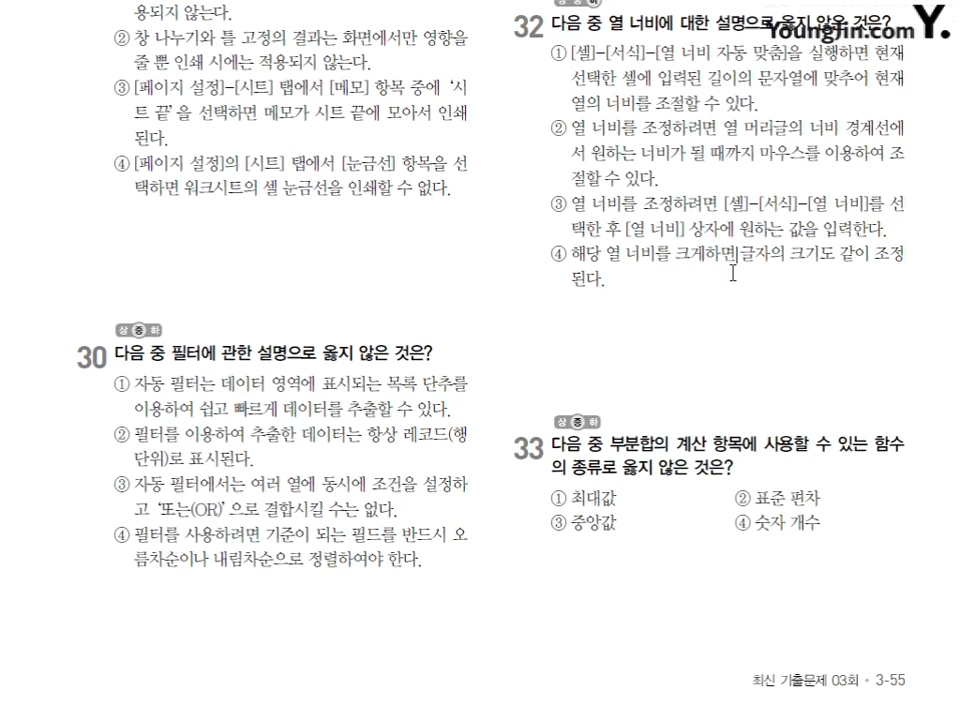 용되지 않는다.
② 창 나누기와 틀 고정의 결과는 화면에서만 영향을
줄 뿐 인쇄 시에는 적용되지 않는다.
③ [페이지 설정]-[시트] 탭에서 [메모] 항목 중에 ‘시
트 끝’을 선택하면 메모가 시트 끝에 모아서 인쇄
된다.
④ [페이지 설정]의 [시트] 탭에서 [눈금선] 항목을 선
택하면 워크시트의 셀 눈금선을 인쇄할 수 없다.
상 중 하
30 다음 중 필터에 관한 설명으로 옳지 않은 것은?
① 자동 필터는 데이터 영역에 표시되는 목록 단추를
이용하여 쉽고 빠르게 데이터를 추출할 수 있다.
② 필터를 이용하여 추출한 데이터는 항상 레코드(행
단위)로 표시된다.
③ 자동 필터에서는 여러 열에 동시에 조건을 설정하
고 ‘또는(OR)’으로 결합시킬 수는 없다.
④ 필터를 사용하려면 기준이 되는 필드를 반드시 오
름차순이나 내림차순으로 정렬하여야 한다.
상 중 하
32 다음 중 열 너비에 대한 설명으로 옳지 않은 것은?
YoungJin.com Y.
① [셀]-[서식]-[열 너비 자동 맞춤]을 실행하면 현재
선택한 셀에 입력된 길이의 문자열에 맞추어 현재
열의 너비를 조절할 수 있다.
② 열 너비를 조정하려면 열 머리글의 너비 경계선에
서 원하는 너비가 될 때까지 마우스를 이용하여 조
절할 수 있다.
③ 열 너비를 조정하려면 [셀]-[서식]-[열 너비]를 선
택한 후 [열 너비] 상자에 원하는 값을 입력한다.
④ 해당 열 너비를 크게하면 글자의 크기도 같이 조정
된다.
상 중 하
33 다음 중 부분합의 계산 항목에 사용할 수 있는 함수
의 종류로 옳지 않은 것은?
① 최대값 ② 표준 편차
③ 중앙값 ④ 숫자 개수
최신 기출문제 03회 • 3-55